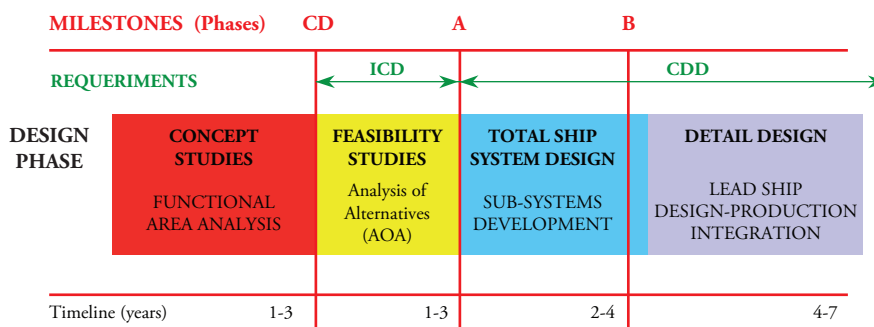 MILESTONES (Phases) CD A B
REQUERIMENTS ICD CDD
DESIGN
PHASE
CONCEPT
STUDIES
FUNCTIONAL
AREA ANALYSIS
FEASIBILITY
STUDIES
Analysis of
Alternatives
(AOA)
TOTAL SHIP
SYSTEM DESIGN
SUB-SYSTEMS
DEVELOPMENT
DETAIL DESIGN
LEAD SHIP
DESIGN-PRODUCTION
INTEGRATION
Timeline (years) 1-3 1-3 2-4 4-7